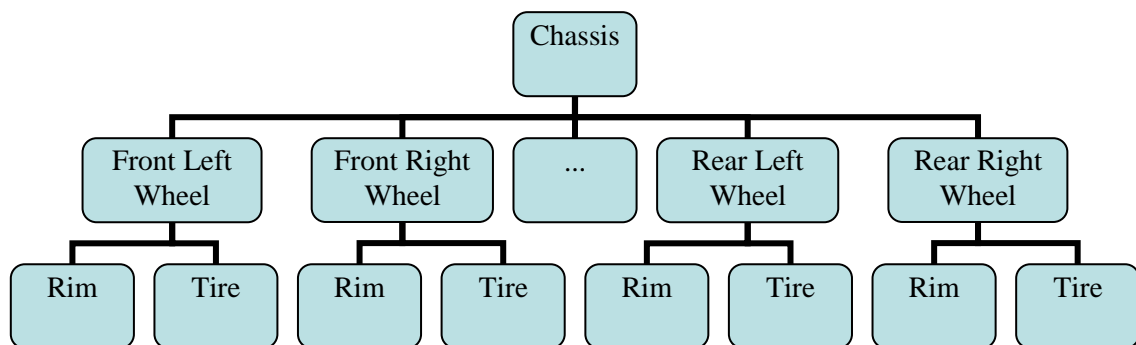 Chassis
Front Left
Wheel
Front Right
Wheel
...
Rear Left
Wheel
Rear Right
Wheel
Rim
Tire
Rim
Tire
Rim
Tire
Rim
Tire